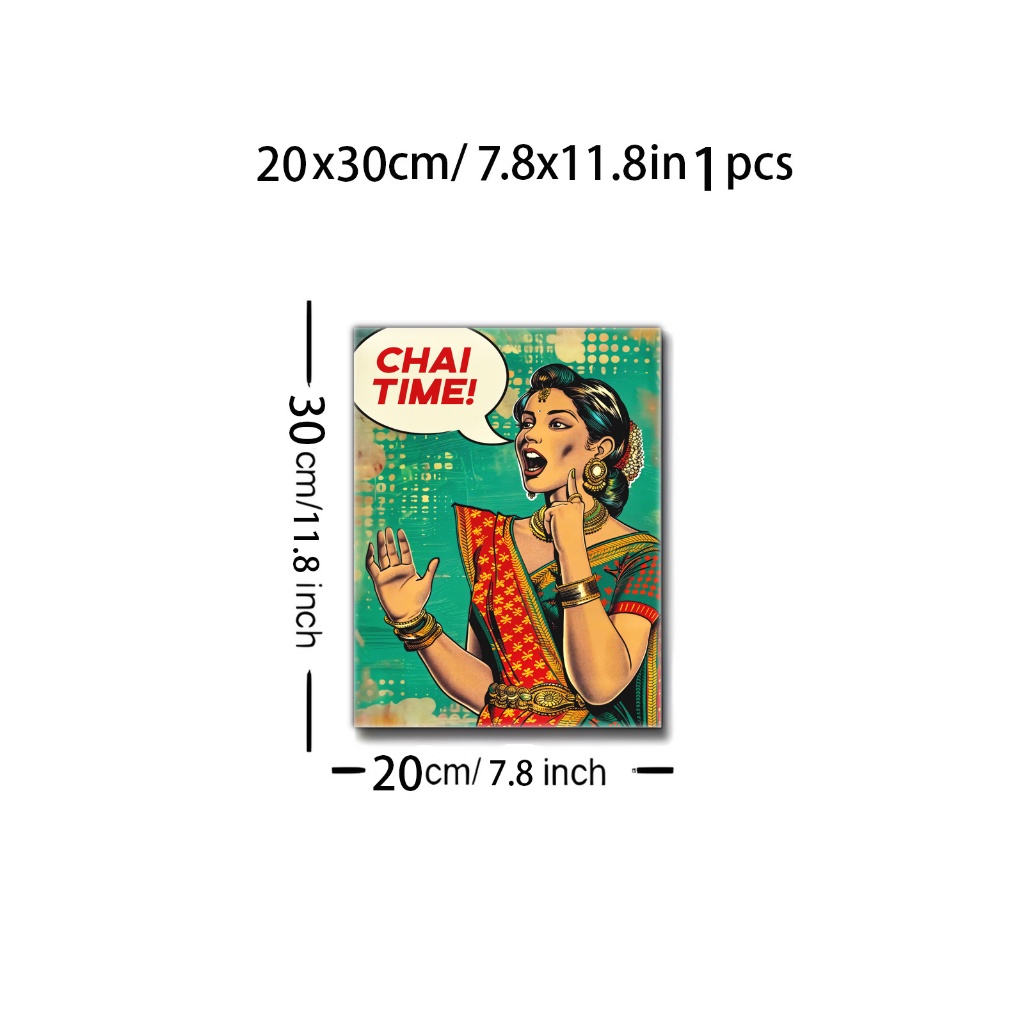 20x30cm/ 7.8x11.8in 1 pcs
CHAI
TIME!
30cm/11.8 inch
20cm/ 7.8 inch